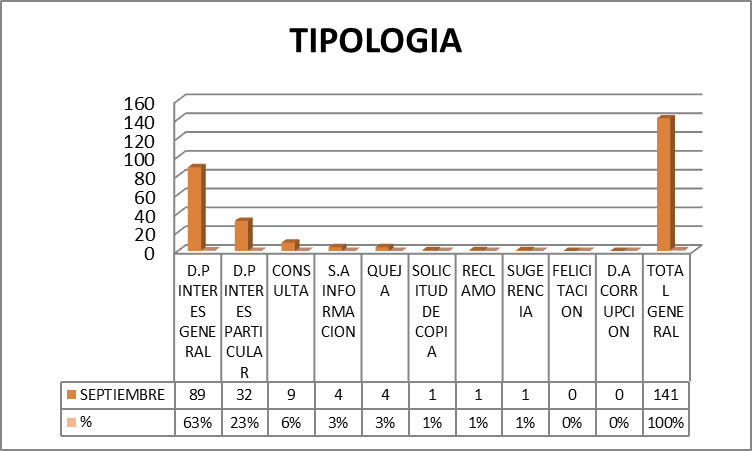 TIPOLOGIA
160
140
120
100
80
60
40
20
0
D.P
INTER
ES
GENE
RAL
D.P
INTER
ES
PARTI
CULA
R
CONS
ULTA
S.A
INFO
RMA
CION
QUEJ
A
SOLIC
ITUD
DE
COPI
A
RECL
AMO
SUGE
RENC
IA
FELICI
TACI
ON
D.A
CORR
UPCI
ON
TOTA
L
GENE
RAL
SEPTIEMBRE 89 32 9 4 4 1 1 1 0 0 141
% 63% 23% 6% 3% 3% 1% 1% 1% 0% 0% 100%